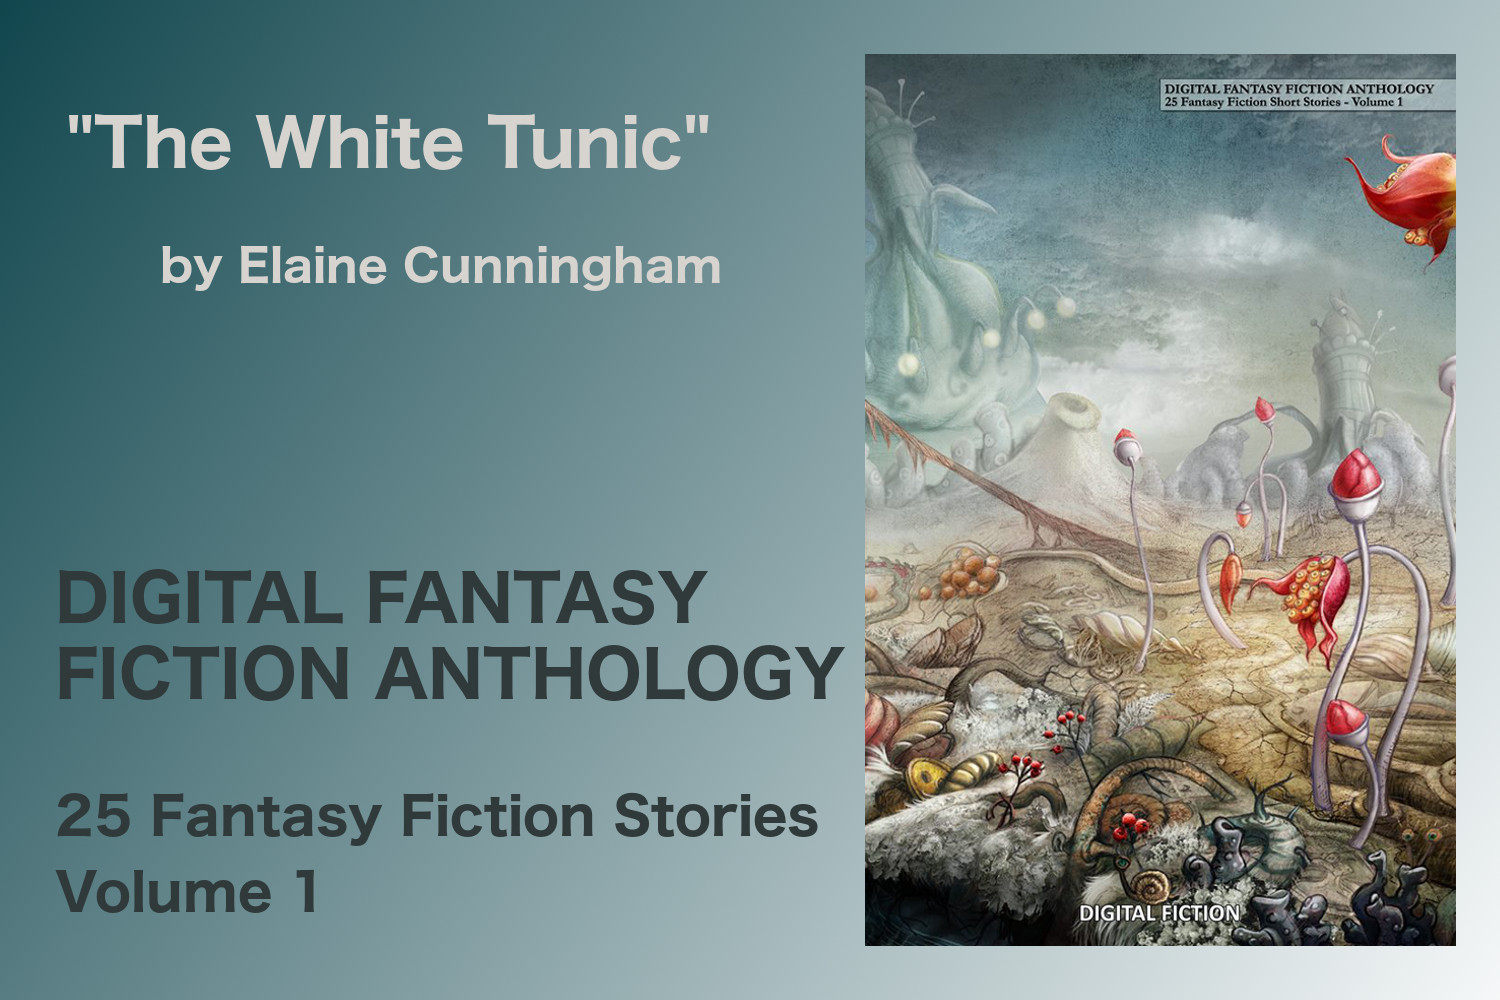 "The White Tunic"
by Elaine Cunningham
DIGITAL FANTASY
FICTION ANTHOLOGY
25 Fantasy Fiction Stories
Volume 1
DIGITAL FANTASY FICTION ANTHOLOGY
25 Fantasy Fiction Short Stories - Volume 1
DIGITAL FICTION